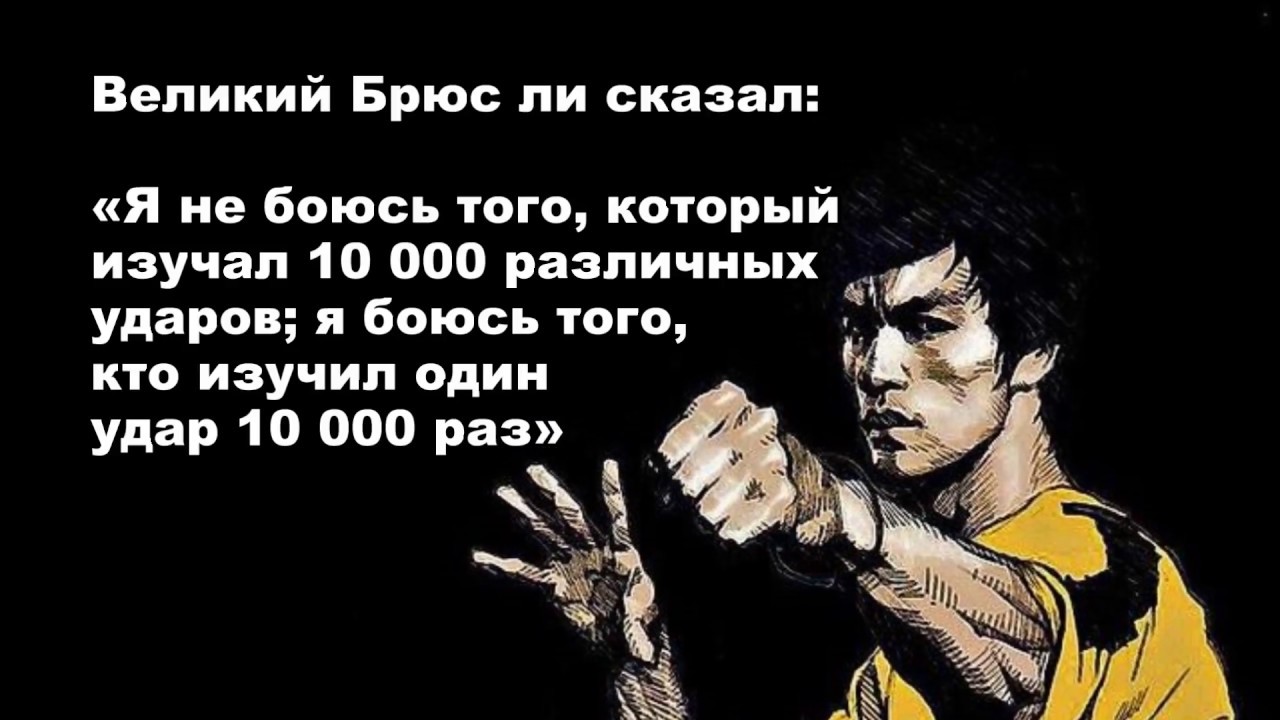 Великий Брюс ли сказал:
«Я не боюсь того, который
изучал 10 000 различных
ударов; я боюсь того,
кто изучил один
удар 10 000 раз»